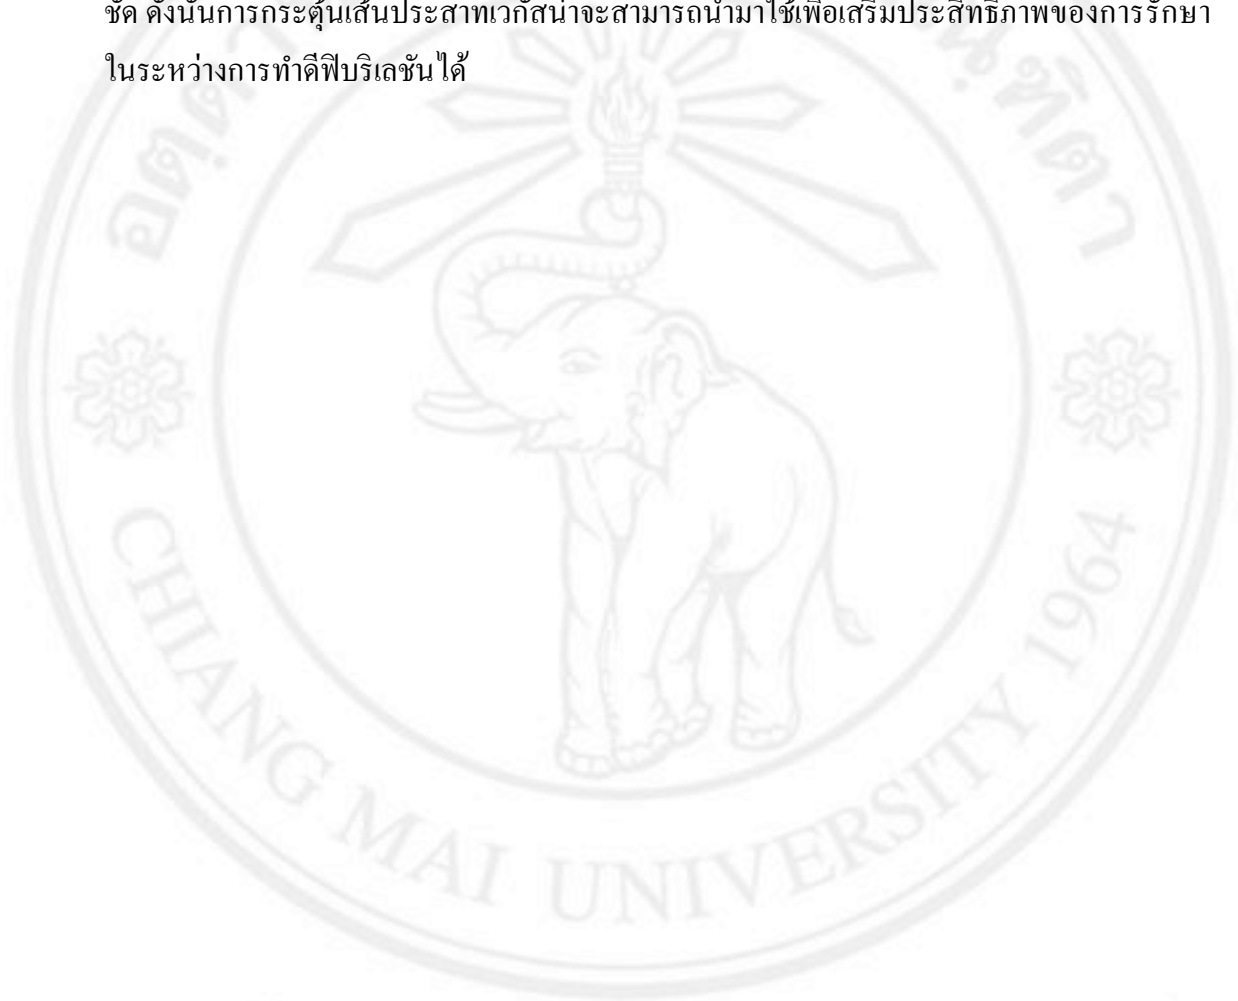 ชัด ดังนั้นการกระตุ้นเส้นประสาทเวกัสน่าจะสามารถนำมาใช้เพื่อเสริมประสิทธิภาพของการรักษา
ในระหว่างการทำดีฟิบริเลชันได้
CHIANG MAI UNIVERSITY 1964